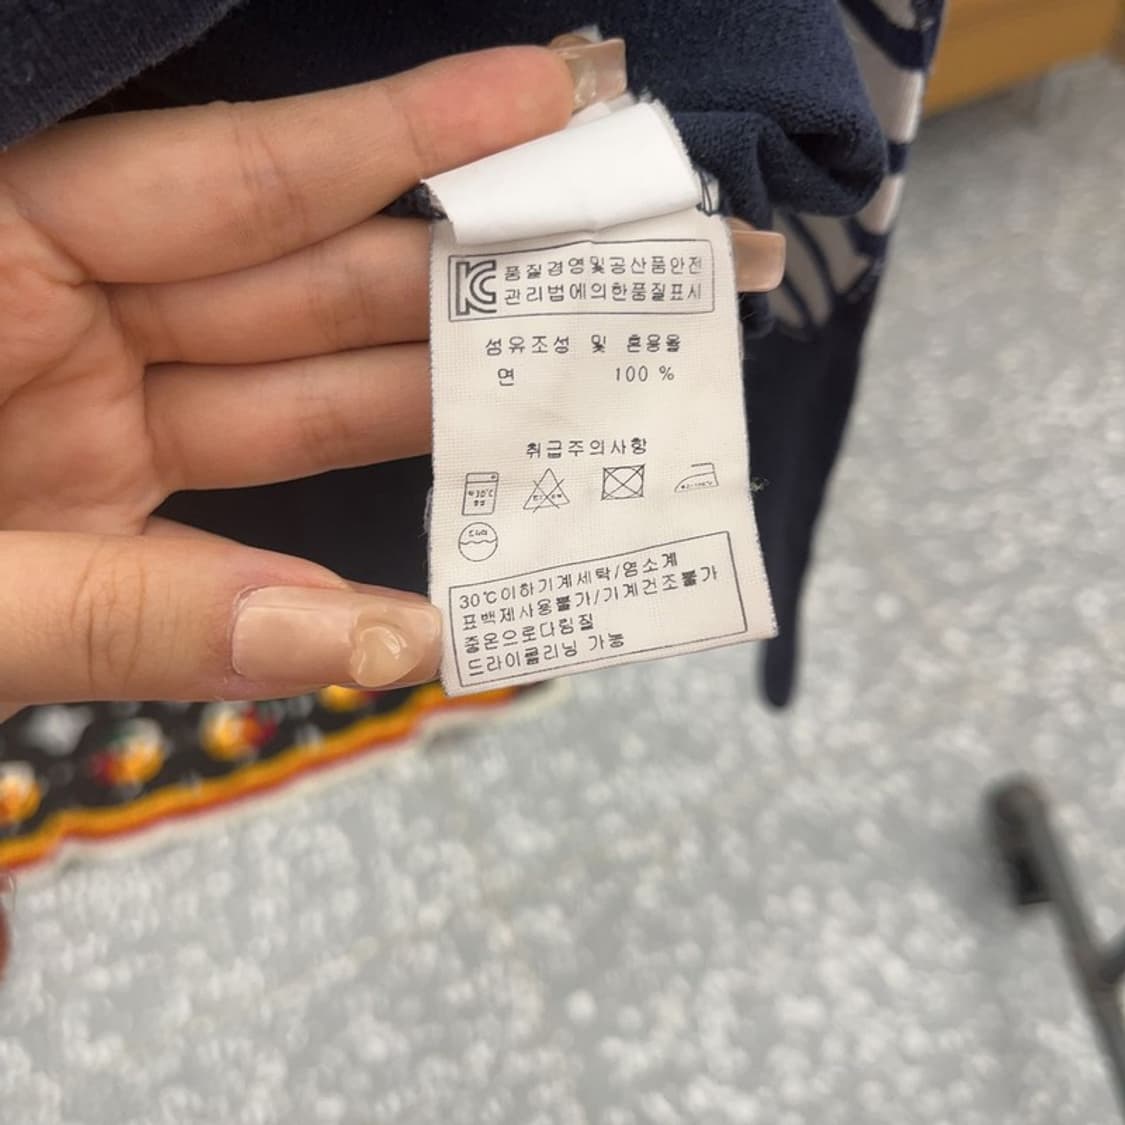 품질경영및공산품안전
관리법에의한품질표시
섬유조성 및 혼용율
면 100 %
취급주의사항
30℃이하기계세탁/염소계
표백제사용불가/기계건조불가
중온으로다림질
드라이클리닝 가능